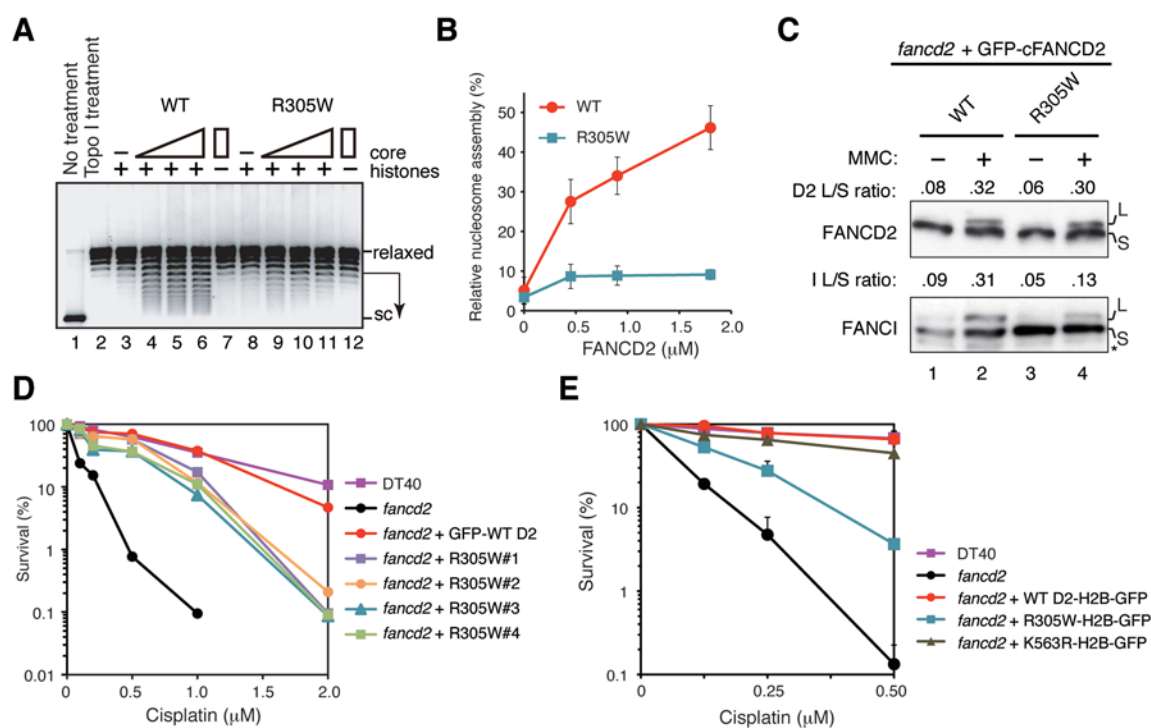 A
No treatment
Topo I treatment
WT
R305W
– + + + + – + + + + –
core
histones
relaxed
sc
1 2 3 4 5 6 7 8 9 10 11 12
B
Relative nucleosome assembly (%)
50
40
30
20
10
0
WT
R305W
0 0.5 1.0 1.5 2.0
FANCD2 (μM)
C
fancd2 + GFP-cFANCD2
WT
R305W
MMC: – + – +
D2 L/S ratio: .08 .32 .06 .30
FANCD2
L
S
I L/S ratio: .09 .31 .05 .13
FANCI
L
S
*
1 2 3 4
D
Survival (%)
100
10
1
0.1
0.01
0 0.5 1.0 2.0
Cisplatin (μM)
DT40
fancd2
fancd2 + GFP-WT D2
fancd2 + R305W#1
fancd2 + R305W#2
fancd2 + R305W#3
fancd2 + R305W#4
E
Survival (%)
100
10
1
0.1
0 0.25 0.50
Cisplatin (μM)
DT40
fancd2
fancd2 + WT D2-H2B-GFP
fancd2 + R305W-H2B-GFP
fancd2 + K563R-H2B-GFP